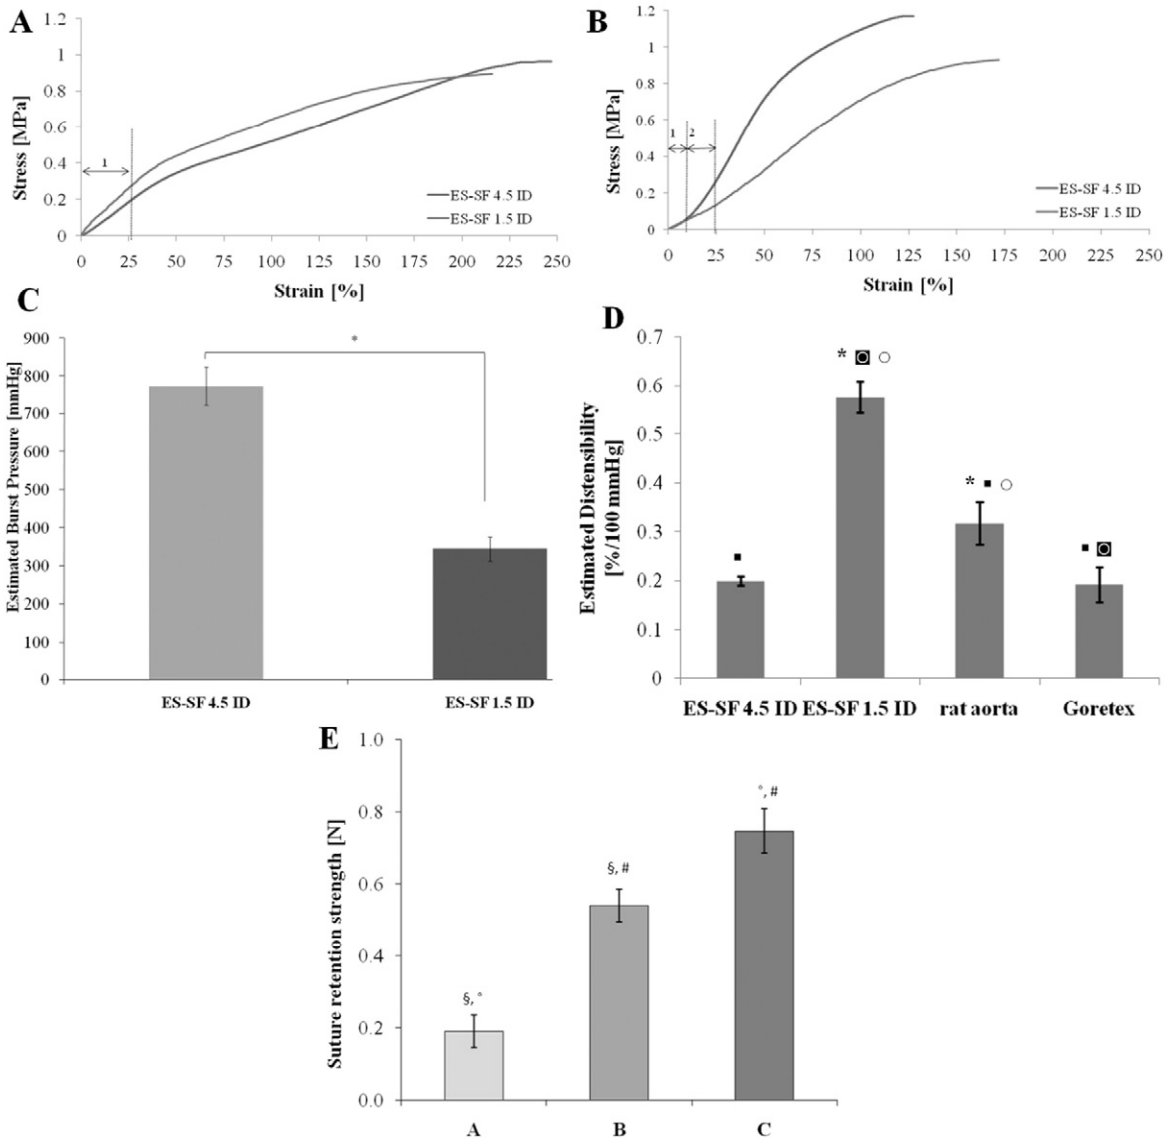 A
Stress [MPa]
1.2
1
0.8
0.6
0.4
0.2
0
1
ES-SF 4.5 ID
ES-SF 1.5 ID
0 25 50 75 100 125 150 175 200 225 250
Strain [%]
B
Stress [MPa]
1.2
1
0.8
0.6
0.4
0.2
0
1 2
ES-SF 4.5 ID
ES-SF 1.5 ID
0 25 50 75 100 125 150 175 200 225 250
Strain [%]
C
Estimated Burst Pressure [mmHg]
900
800
700
600
500
400
300
200
100
0
*
ES-SF 4.5 ID ES-SF 1.5 ID
D
Estimated Distensibility
[%/100 mmHg]
0.7
0.6
0.5
0.4
0.3
0.2
0.1
0
* ◙ ○
* ▪ ○
▪
▪ ◙
ES-SF 4.5 ID ES-SF 1.5 ID rat aorta Goretex
E
Suture retention strength [N]
1.0
0.8
0.6
0.4
0.2
0.0
°, #
§, #
§, °
A B C